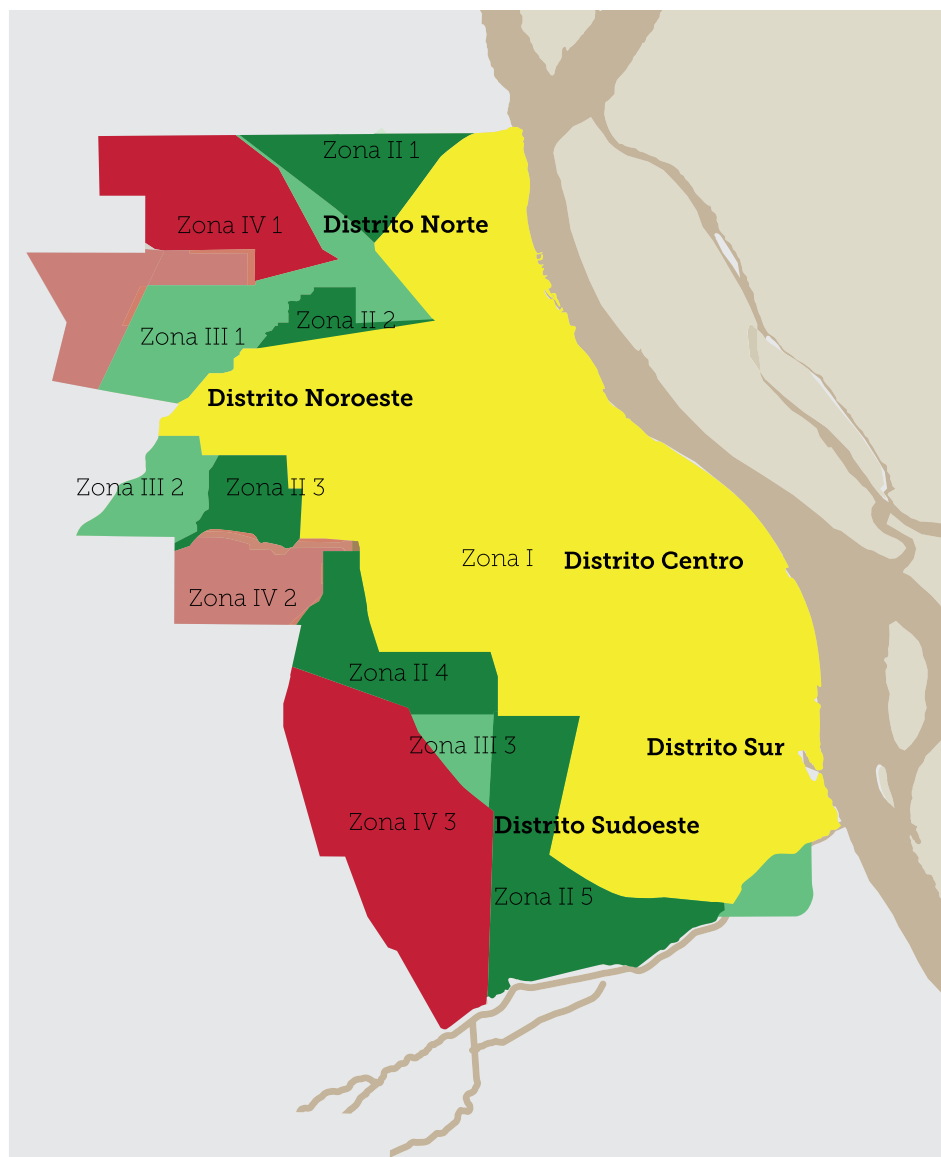 Zona II 1
Zona IV 1
Distrito Norte
Zona II 2
Zona III 1
Distrito Noroeste
Zona III 2
Zona II 3
Zona I
Distrito Centro
Zona IV 2
Zona II 4
Zona III 3
Distrito Sur
Zona IV 3
Distrito Sudoeste
Zona II 5